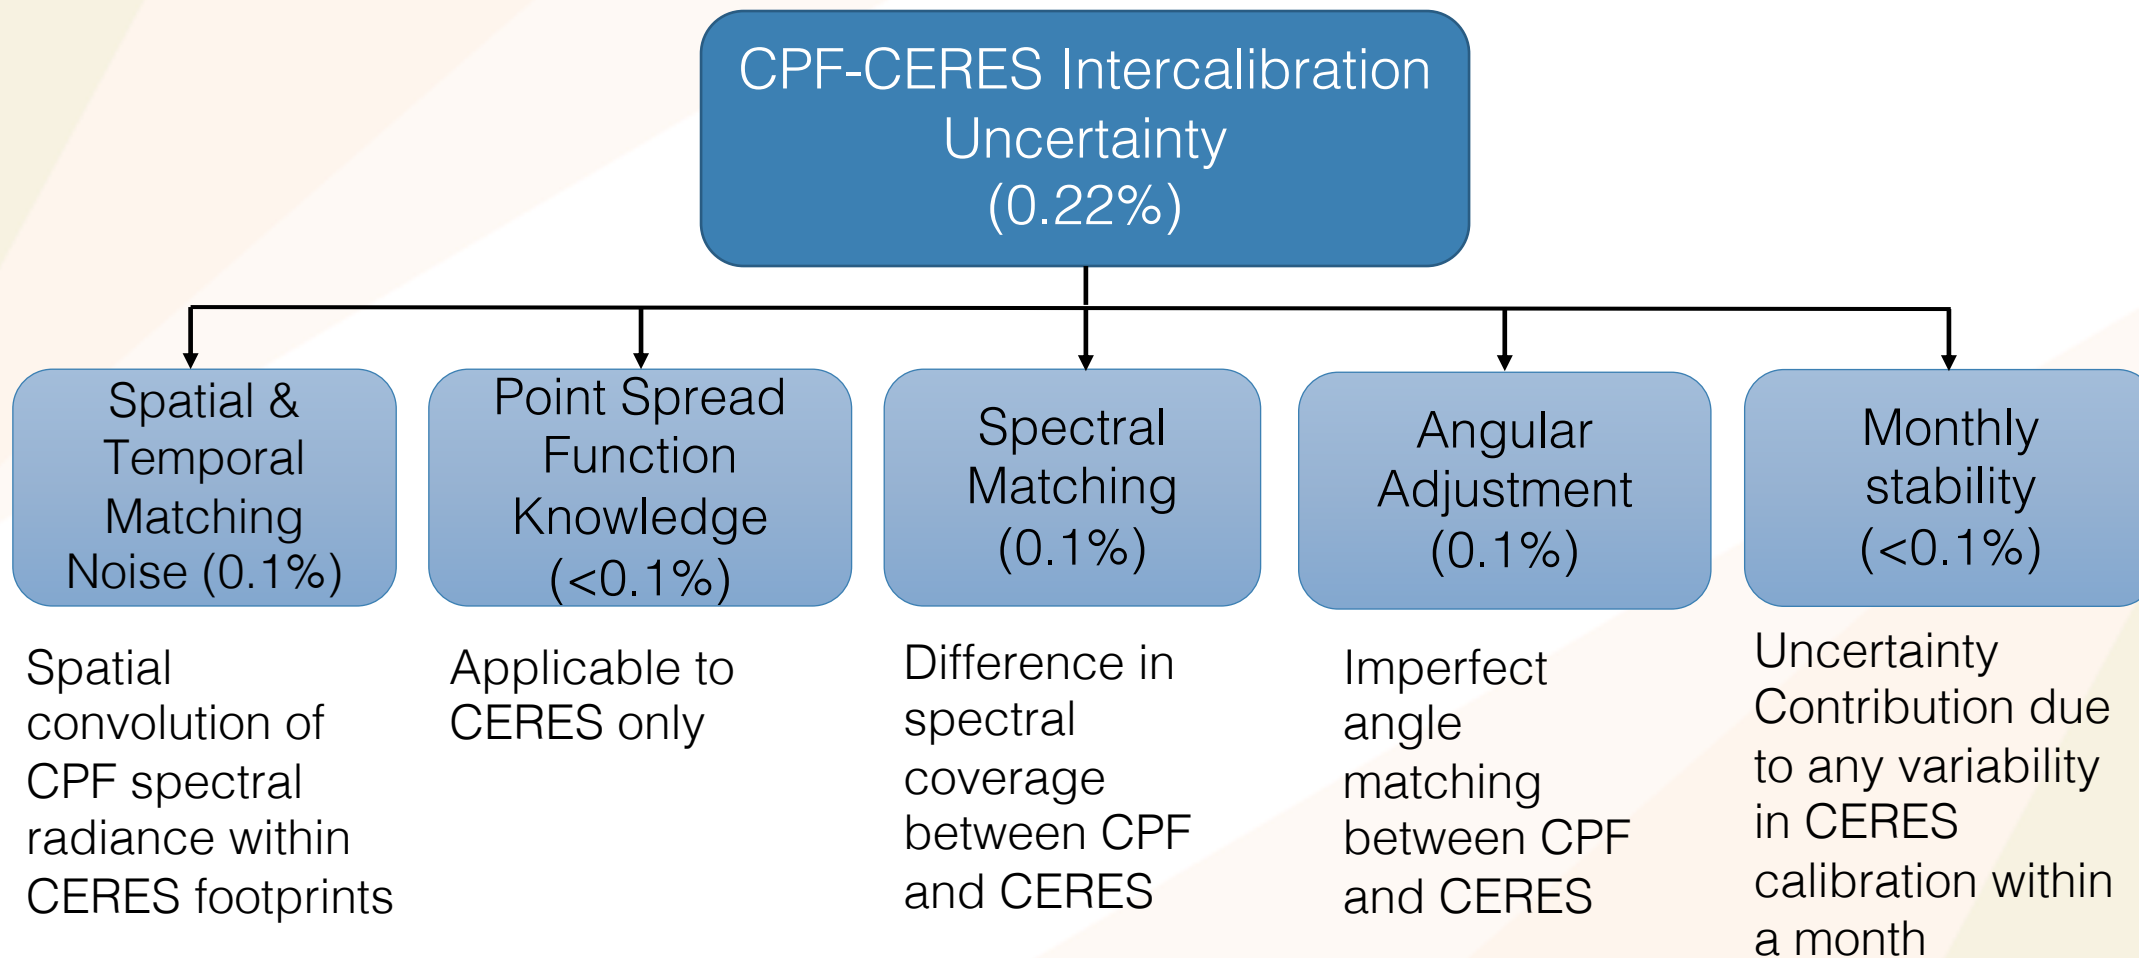 CPF-CERES Intercalibration
Uncertainty
(0.22%)
Spatial &
Temporal
Matching
Noise (0.1%)
Point Spread
Function
Knowledge
(<0.1%)
Spectral
Matching
(0.1%)
Angular
Adjustment
(0.1%)
Monthly
stability
(<0.1%)
Spatial
convolution of
CPF spectral
radiance within
CERES footprints
Applicable to
CERES only
Difference in
spectral
coverage
between CPF
and CERES
Imperfect
angle
matching
between CPF
and CERES
Uncertainty
Contribution due
to any variability
in CERES
calibration within
a month